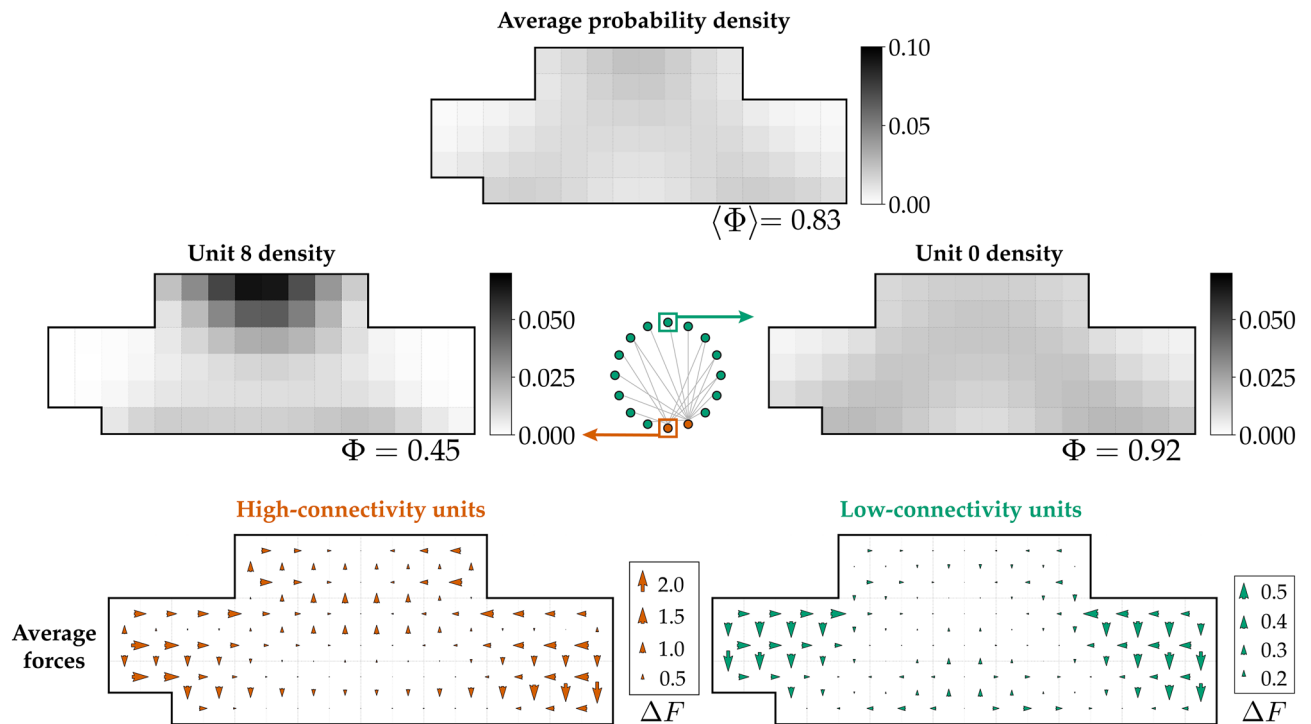 Average probability density
0.10
0.05
0.00
⟨Φ⟩= 0.83
Unit 8 density
0.050
0.025
0.000
Φ = 0.45
Unit 0 density
0.050
0.025
0.000
Φ = 0.92
High-connectivity units
Low-connectivity units
Average
forces
2.0
1.5
1.0
0.5
ΔF
0.5
0.4
0.3
0.2
ΔF